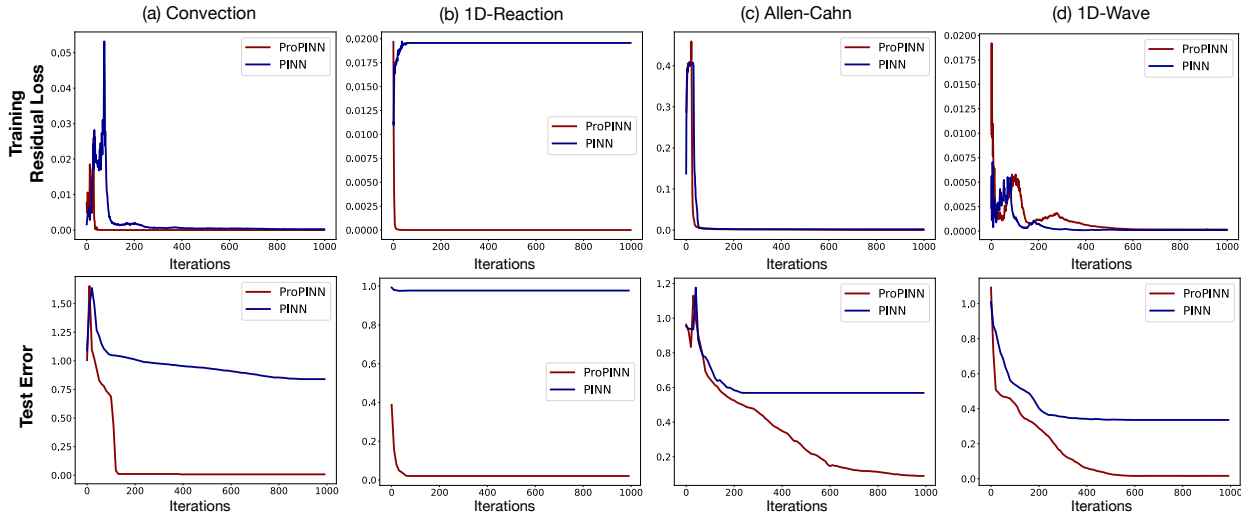 (a) Convection
(b) 1D-Reaction
(c) Allen-Cahn
(d) 1D-Wave
Training
Residual Loss
0.05
0.04
0.03
0.02
0.01
0.00
0 200 400 600 800 1000
Iterations
ProPINN
PINN
0.0200
0.0175
0.0150
0.0125
0.0100
0.0075
0.0050
0.0025
0.0000
0 200 400 600 800 1000
Iterations
ProPINN
PINN
0.4
0.3
0.2
0.1
0.0
0 200 400 600 800 1000
Iterations
ProPINN
PINN
0.0200
0.0175
0.0150
0.0125
0.0100
0.0075
0.0050
0.0025
0.0000
0 200 400 600 800 1000
Iterations
ProPINN
PINN
Test Error
1.50
1.25
1.00
0.75
0.50
0.25
0.00
0 200 400 600 800 1000
Iterations
ProPINN
PINN
1.0
0.8
0.6
0.4
0.2
0.0
0 200 400 600 800 1000
Iterations
ProPINN
PINN
1.2
1.0
0.8
0.6
0.4
0.2
0 200 400 600 800 1000
Iterations
ProPINN
PINN
1.0
0.8
0.6
0.4
0.2
0.0
0 200 400 600 800 1000
Iterations
ProPINN
PINN